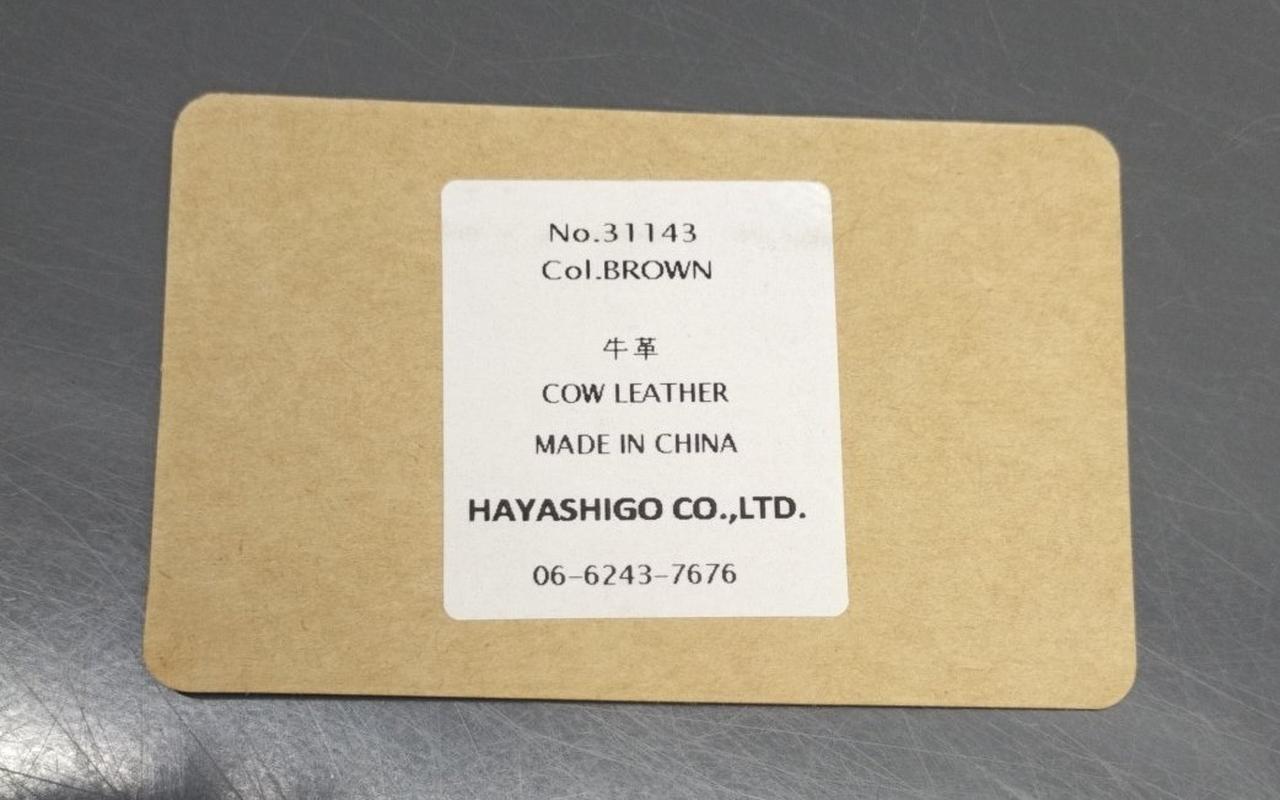 No.31143
Col.BROWN
牛革
COW LEATHER
MADE IN CHINA
HAYASHIGO CO.,LTD.
06-6243-7676